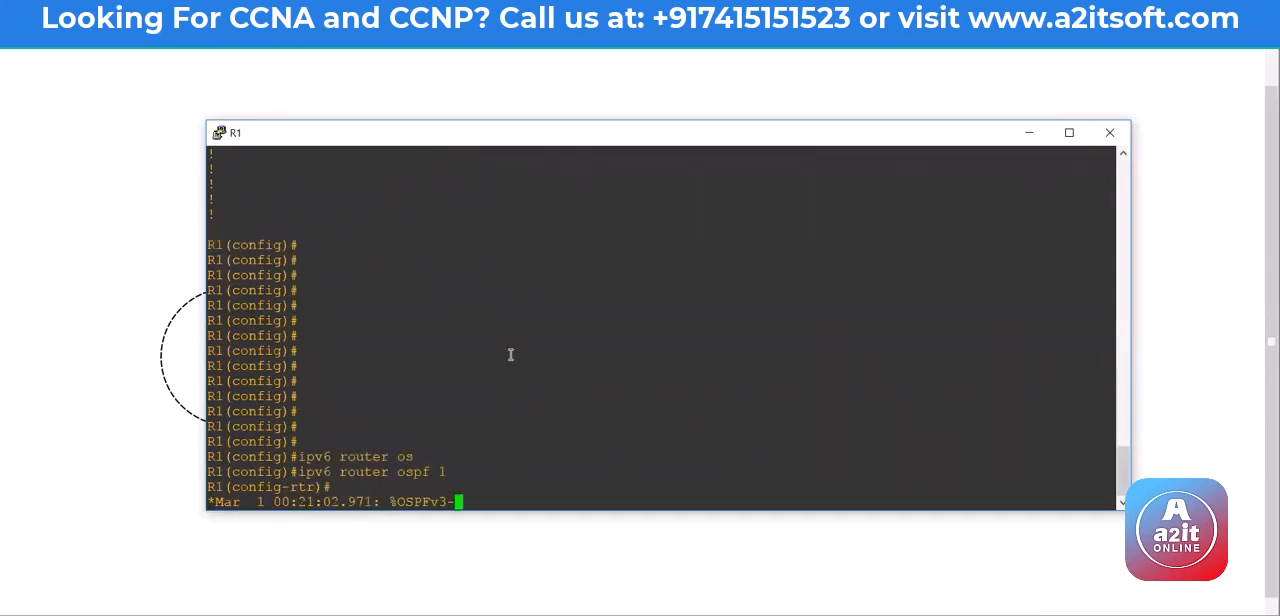 Looking For CCNA and CCNP? Call us at: +917415151523 or visit www.a2itsoft.com
R1
!
!
!
!
!
R1(config)#
R1(config)#
R1(config)#
R1(config)#
R1(config)#
R1(config)#
R1(config)#
R1(config)#
R1(config)#
R1(config)#
R1(config)#
R1(config)#
R1(config)#
R1(config)#
R1(config)#ipv6 router os
R1(config)#ipv6 router ospf 1
R1(config-rtr)#
*Mar  1 00:21:02.971: %OSPFv3-
A
a2it
ONLINE